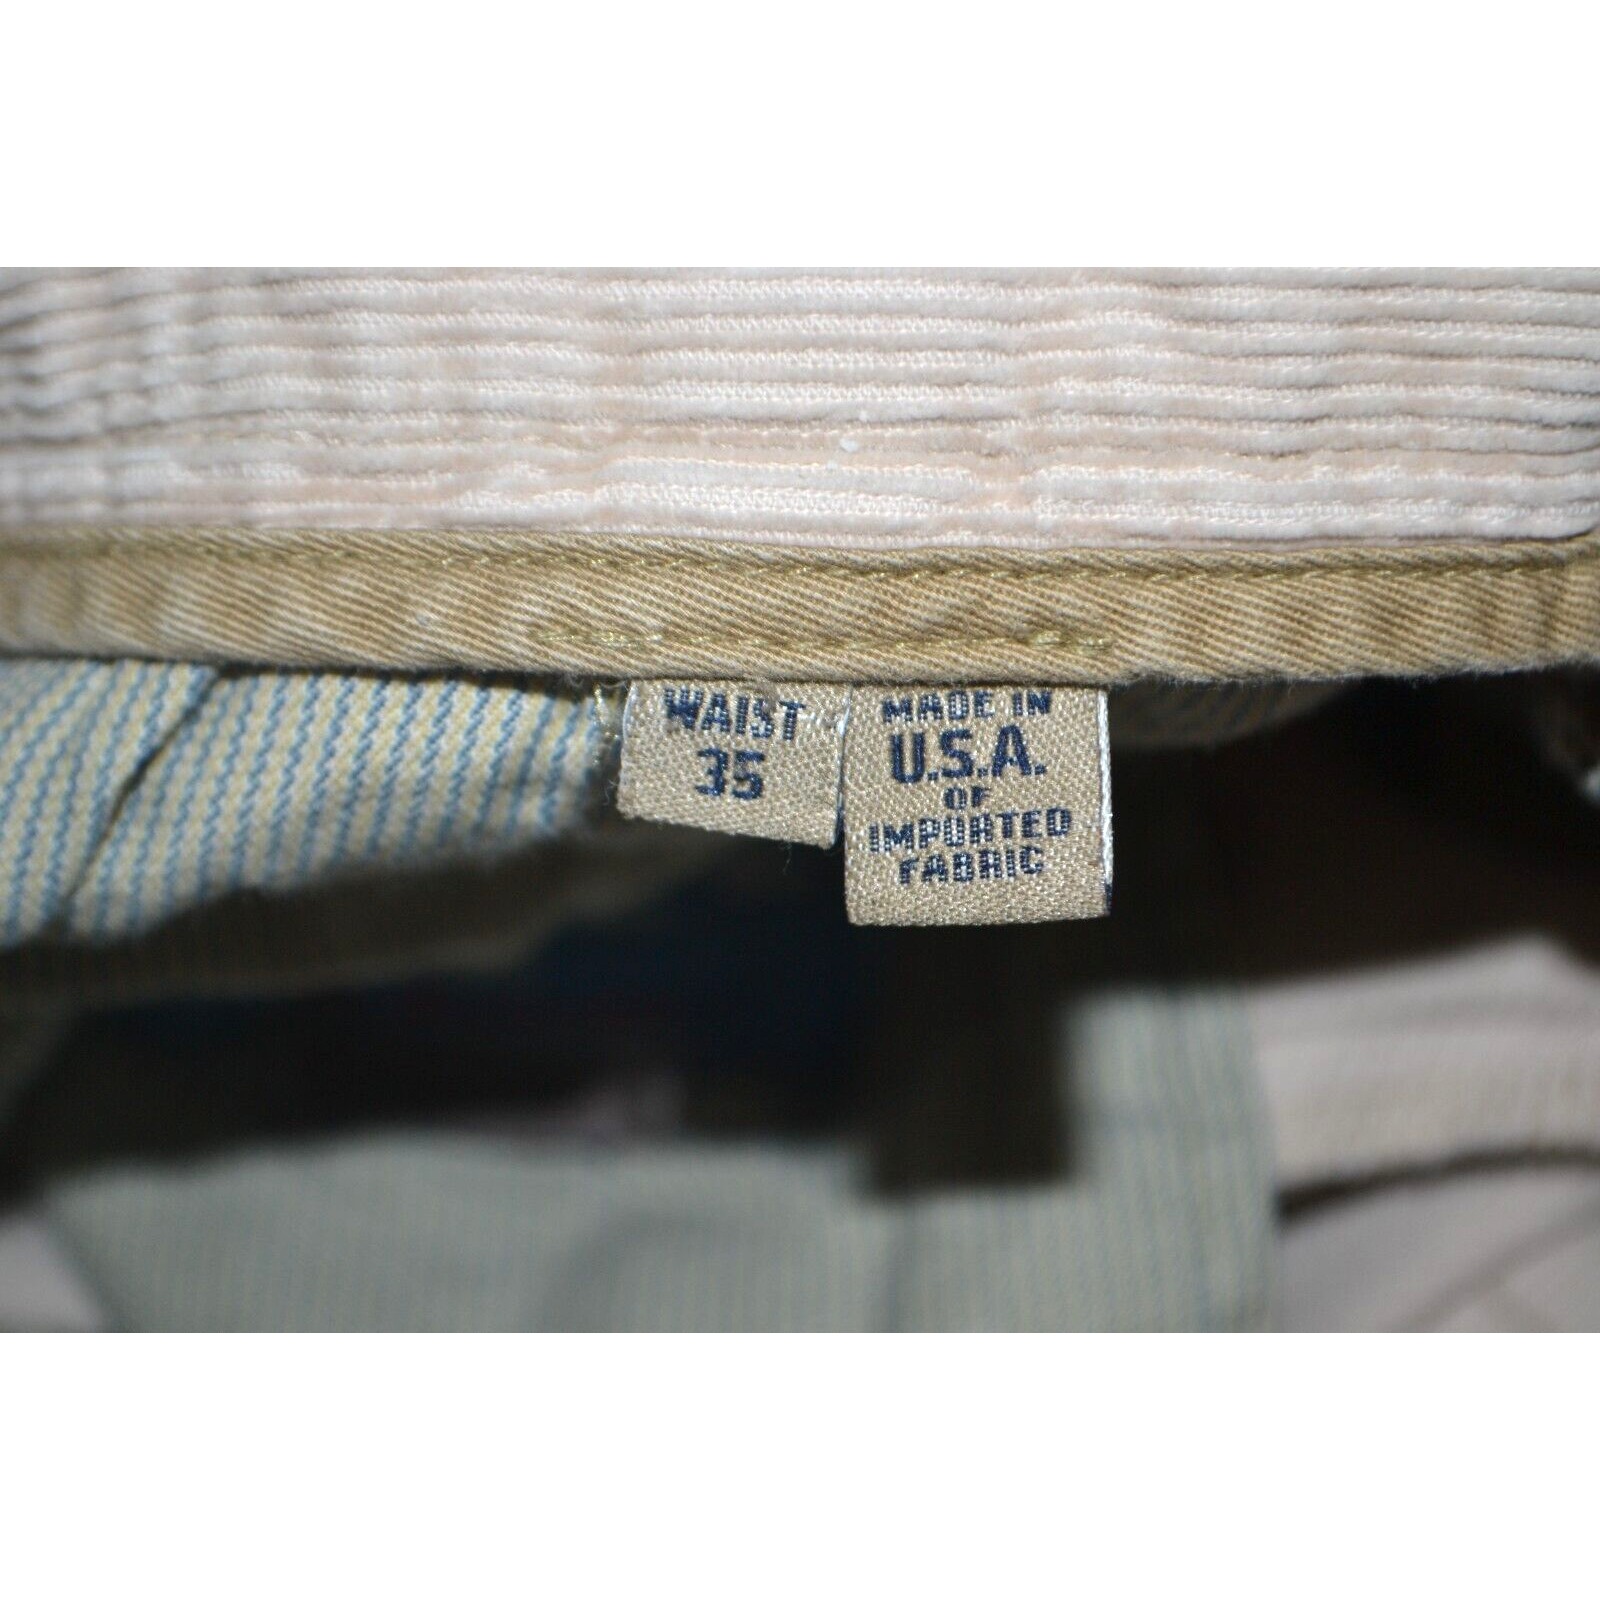 WAIST
35
MADE IN
U.S.A.
OF
IMPORTED
FABRIC